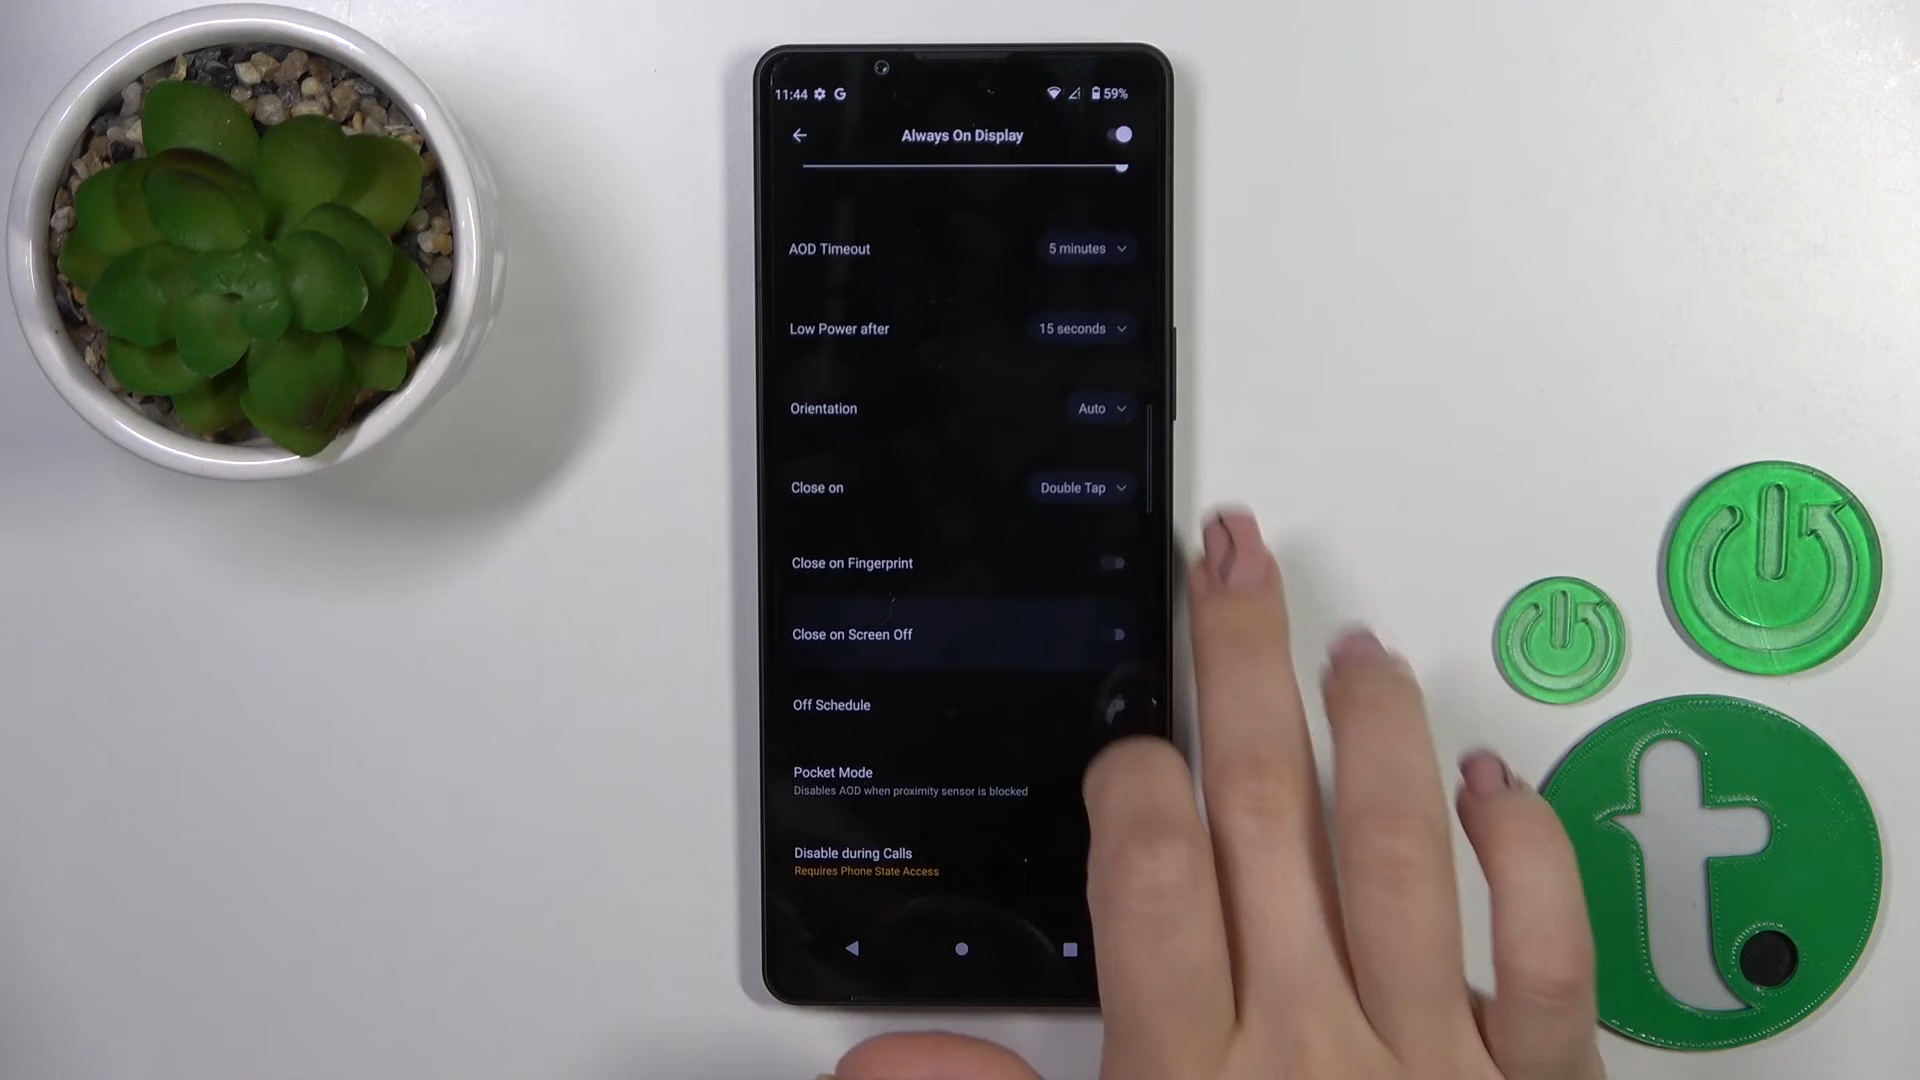 11:44 G 59%
Always On Display
AOD Timeout 5 minutes
Low Power after 15 seconds
Orientation Auto
Close on Double Tap
Close on Fingerprint
Close on Screen Off
Off Schedule
Pocket Mode
Disables AOD when proximity sensor is blocked
Disable during Calls
Requires Phone State Access
t.